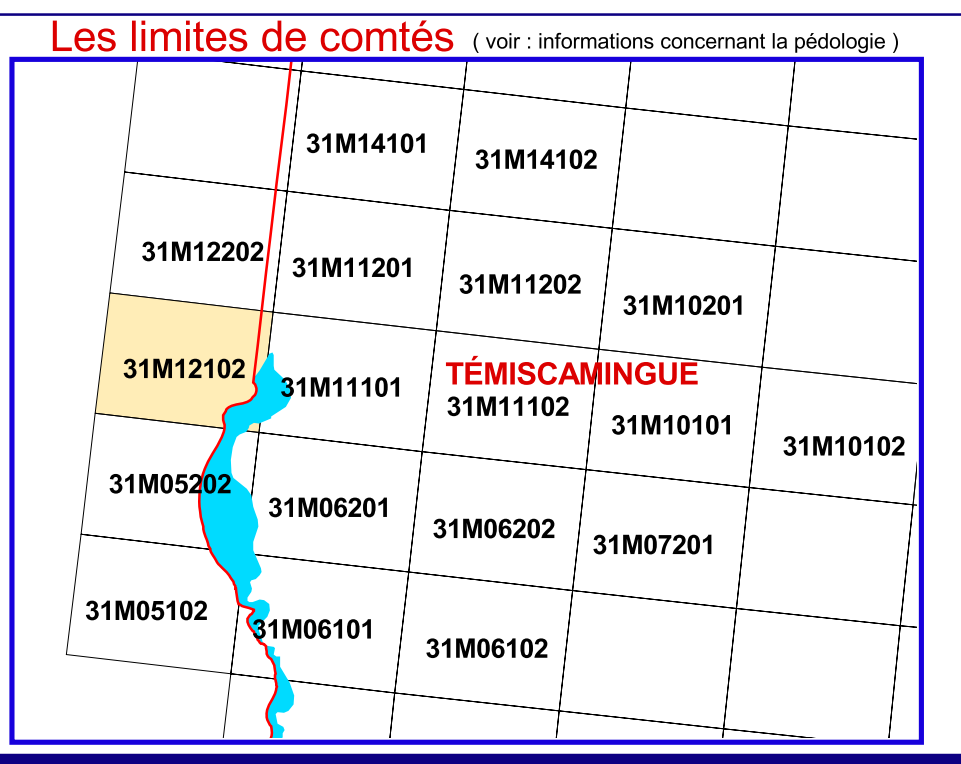 Les limites de comtés ( voir : informations concernant la pédologie )
31M14101
31M14102
31M12202
31M11201
31M11202
31M10201
31M12102
31M11101
TÉMISCAMINGUE
31M11102
31M10101
31M10102
31M05202
31M06201
31M06202
31M07201
31M05102
31M06101
31M06102